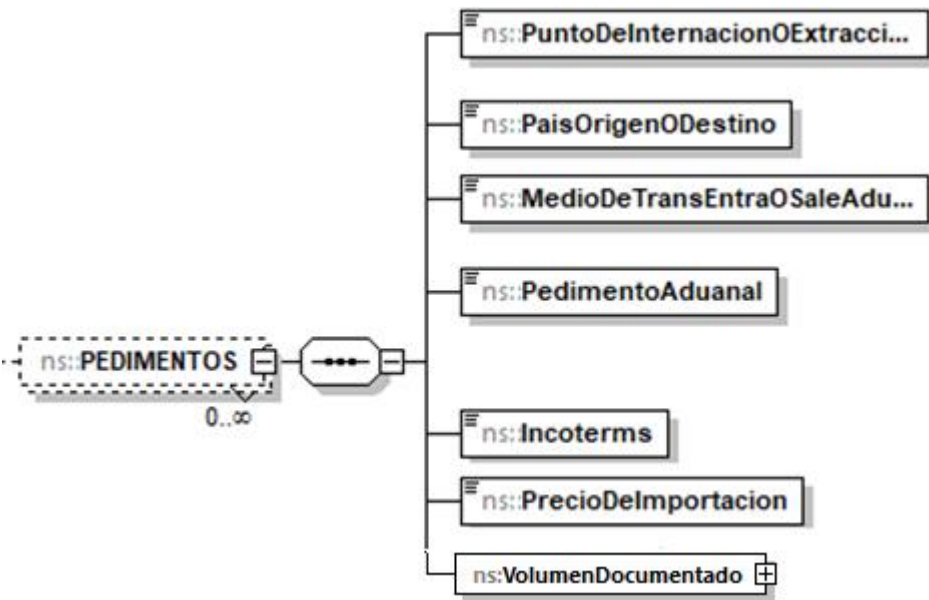 ns:PuntoDeInternacionOExtracci...
ns:PaisOrigenODestino
ns:MedioDeTransEntraOSaleAdu...
ns:PedimentoAduanal
ns:PEDIMENTOS
0..∞
ns:Incoterms
ns:PrecioDeImportacion
ns:VolumenDocumentado